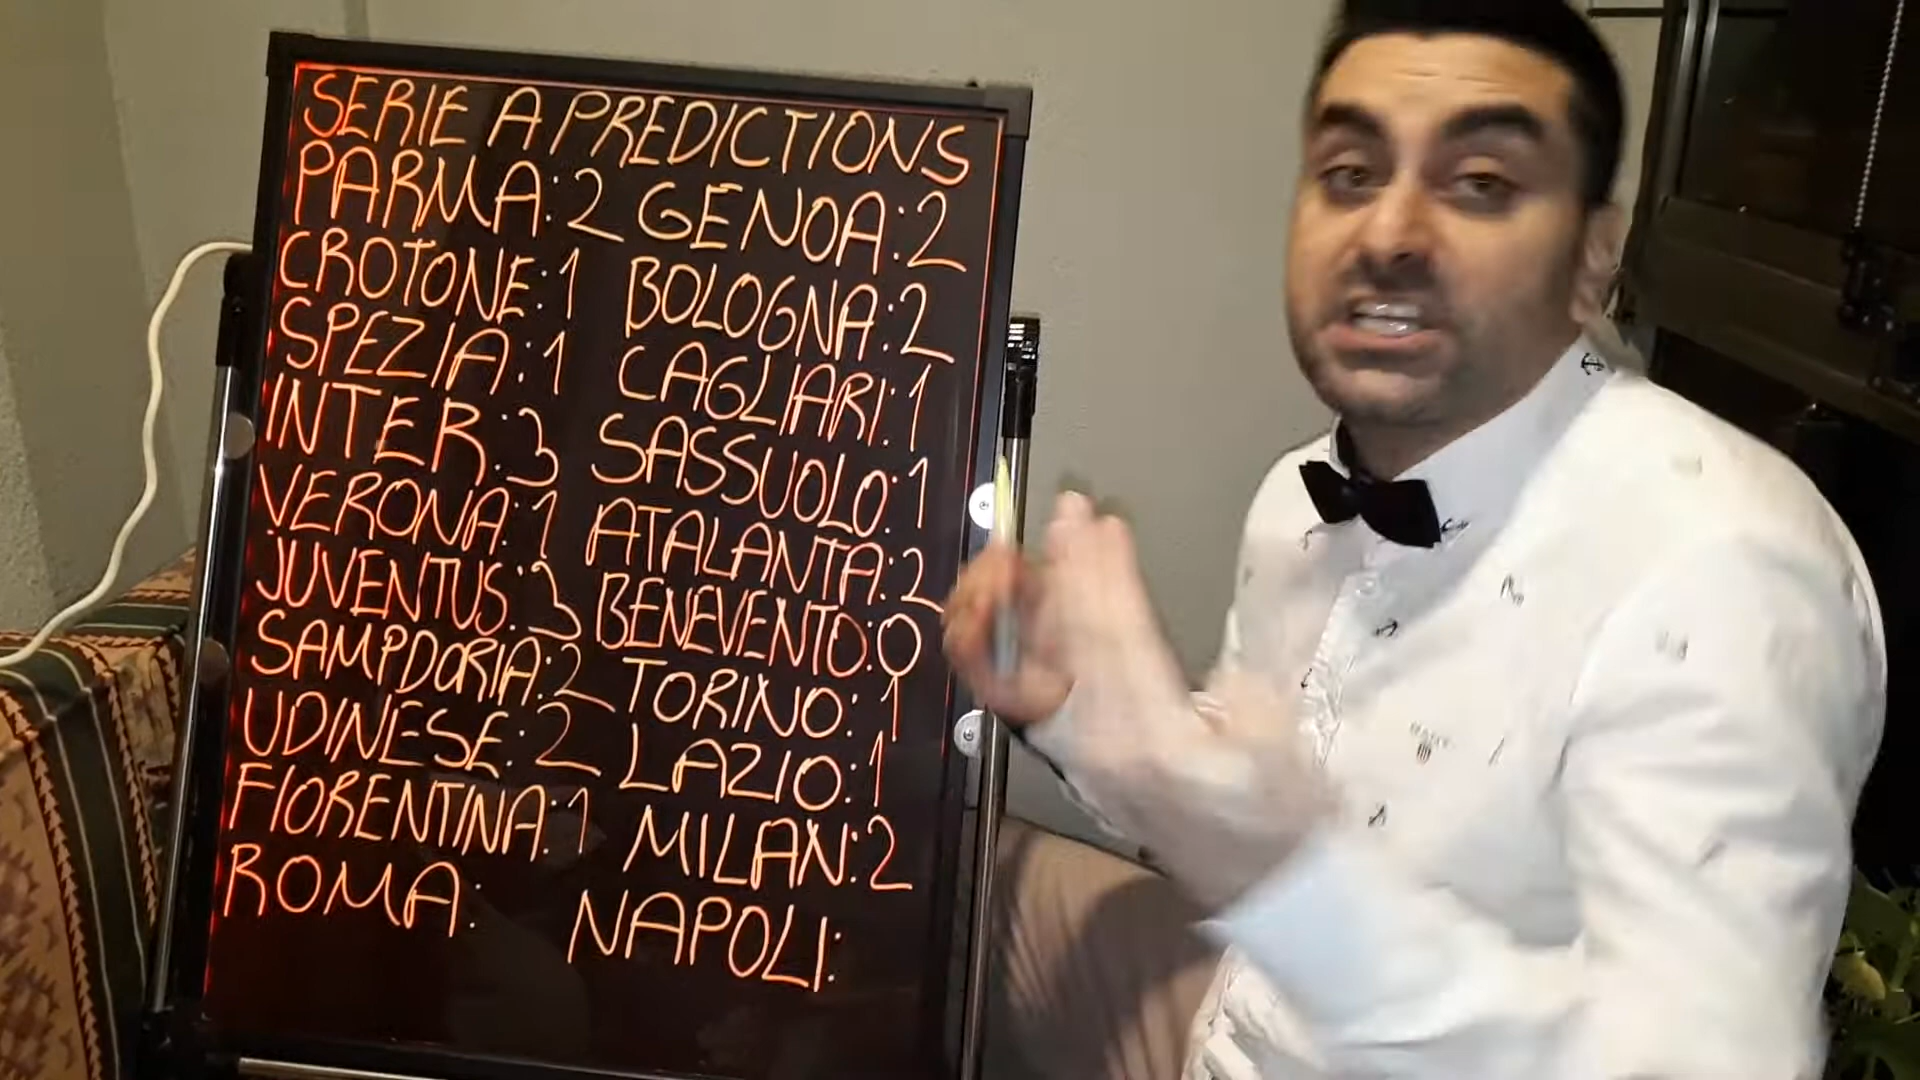 SERIE A PREDICTIONS
PARMA:2 GENOA:2
CROTONE:1 BOLOGNA:2
SPEZIA:1 CAGLIARI:1
INTER:3 SASSUOLO:1
VERONA:1 ATALANTA:2
JUVENTUS:3 BENEVENTO:0
SAMPDORIA:2 TORINO:1
UDINESE:2 LAZIO:1
FIORENTINA:1 MILAN:2
ROMA: NAPOLI: